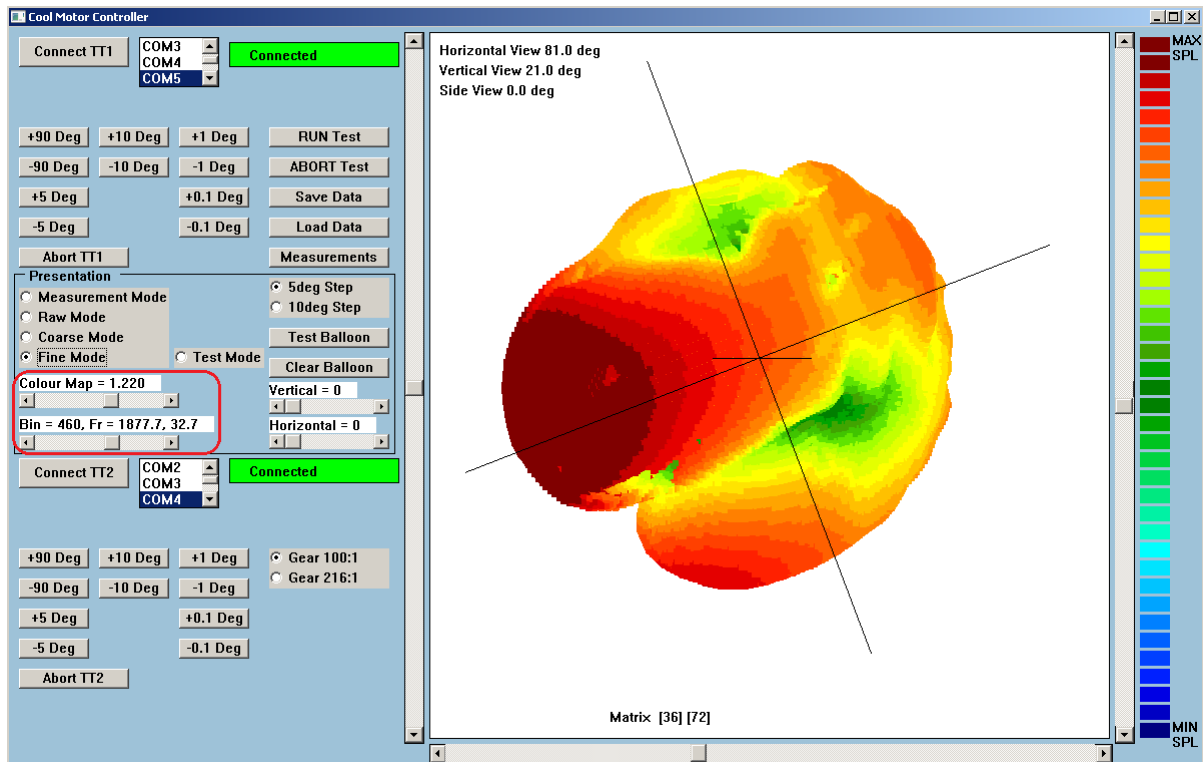 Cool Motor Controller
Connect TT1
COM3
COM4
COM5
Connected
+90 Deg +10 Deg +1 Deg RUN Test
-90 Deg -10 Deg -1 Deg ABORT Test
+5 Deg +0.1 Deg Save Data
-5 Deg -0.1 Deg Load Data
Abort TT1 Measurements
Presentation
Measurement Mode
Raw Mode
Coarse Mode
Fine Mode
Test Mode
5deg Step
10deg Step
Test Balloon
Clear Balloon
Colour Map = 1.220
Vertical = 0
Bin = 460, Fr = 1877.7, 32.7
Horizontal = 0
Connect TT2
COM2
COM3
COM4
Connected
+90 Deg +10 Deg +1 Deg
-90 Deg -10 Deg -1 Deg
+5 Deg +0.1 Deg
-5 Deg -0.1 Deg
Abort TT2
Gear 100:1
Gear 216:1
Horizontal View 81.0 deg
Vertical View 21.0 deg
Side View 0.0 deg
Matrix [36] [72]
MAX
SPL
MIN
SPL